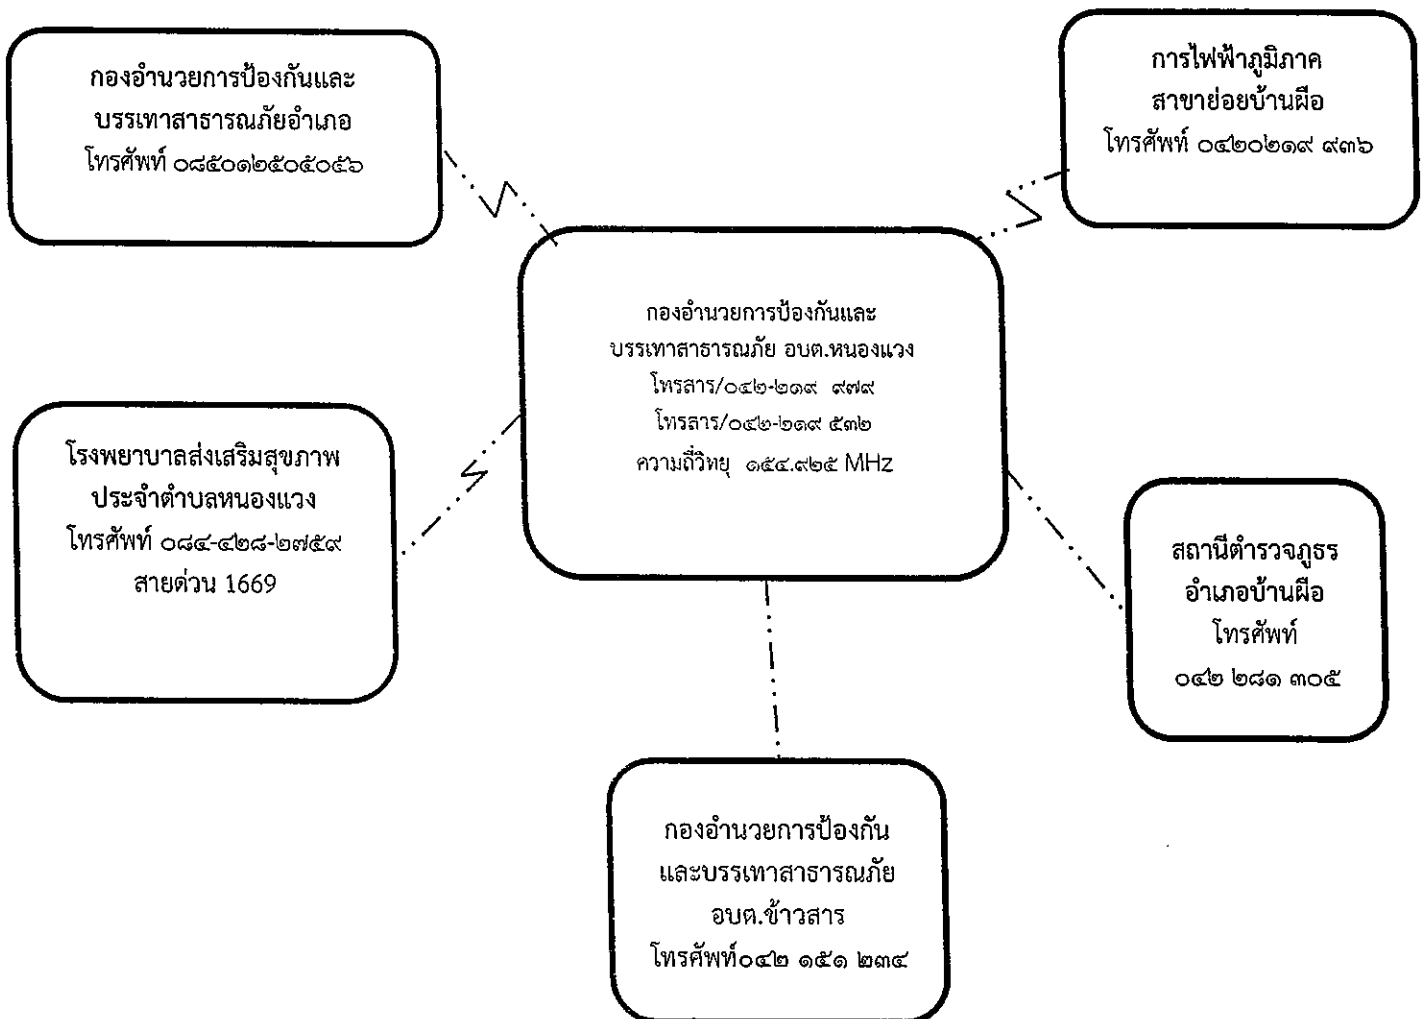 กองอำนวยการป้องกันและ
บรรเทาสาธารณภัยอำเภอ
โทรศัพท์ ๐๘๕๐๑๒๕๐๕๐๕๖
การไฟฟ้าภูมิภาค
สาขาย่อยบ้านผือ
โทรศัพท์ ๐๔๒๐๒๑๙ ๙๓๖
กองอำนวยการป้องกันและ
บรรเทาสาธารณภัย อบต.หนองแวง
โทรสาร/๐๔๒-๒๑๙ ๙๗๙
โทรสาร/๐๔๒-๒๑๙ ๕๓๒
ความถี่วิทยุ ๑๕๔.๙๒๕ MHz
โรงพยาบาลส่งเสริมสุขภาพ
ประจำตำบลหนองแวง
โทรศัพท์ ๐๘๔-๔๒๘-๒๗๕๙
สายด่วน 1669
สถานีตำรวจภูธร
อำเภอบ้านผือ
โทรศัพท์
๐๔๒ ๒๘๑ ๓๐๕
กองอำนวยการป้องกัน
และบรรเทาสาธารณภัย
อบต.ข้าวสาร
โทรศัพท์๐๔๒ ๑๕๑ ๒๓๔